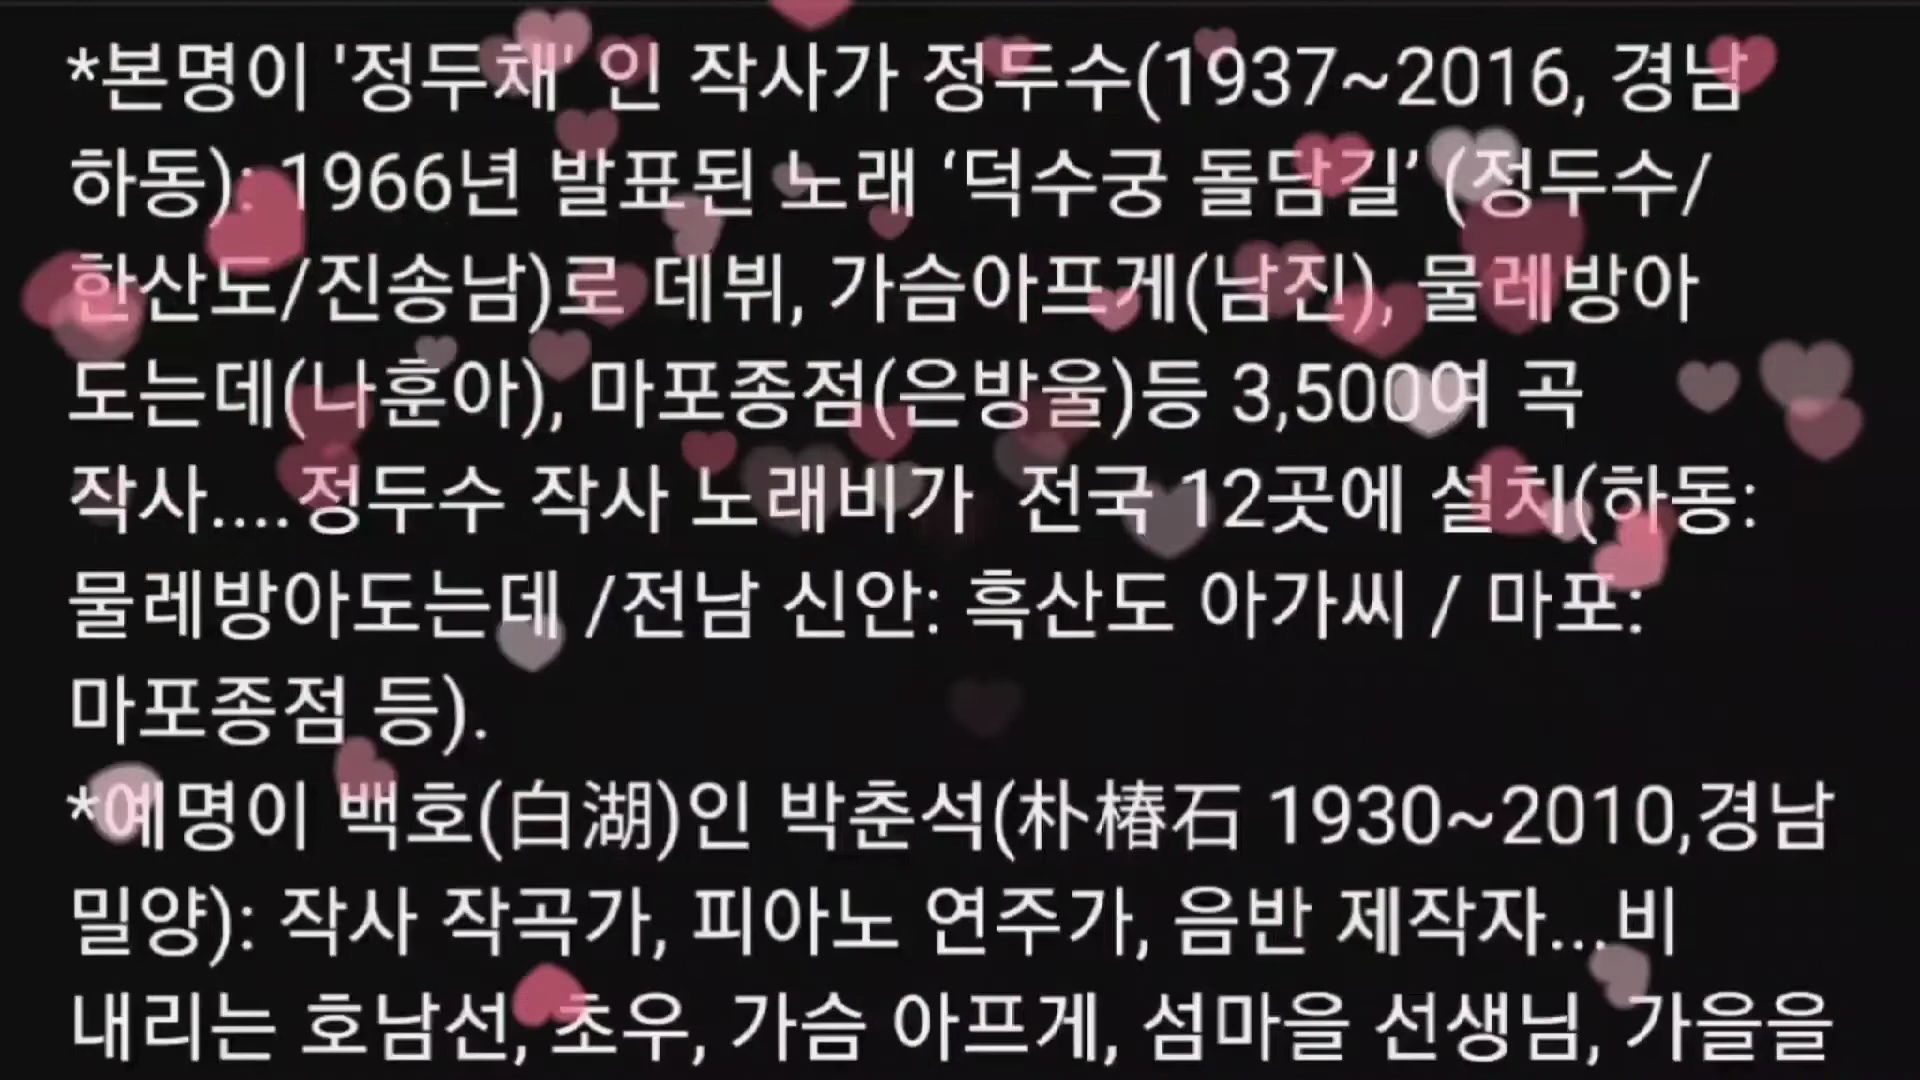 *본명이 '정두채' 인 작사가 정두수(1937~2016, 경남
하동): 1966년 발표된 노래 ‘덕수궁 돌담길’ (정두수/
한산도/진송남)로 데뷔, 가슴아프게(남진), 물레방아
도는데(나훈아), 마포종점(은방울)등 3,500여 곡
작사....정두수 작사 노래비가 전국 12곳에 설치(하동:
물레방아도는데 /전남 신안: 흑산도 아가씨 / 마포:
마포종점 등).
*예명이 백호(白湖)인 박춘석(朴椿石 1930~2010,경남
밀양): 작사 작곡가, 피아노 연주가, 음반 제작자...비
내리는 호남선, 초우, 가슴 아프게, 섬마을 선생님, 가을을